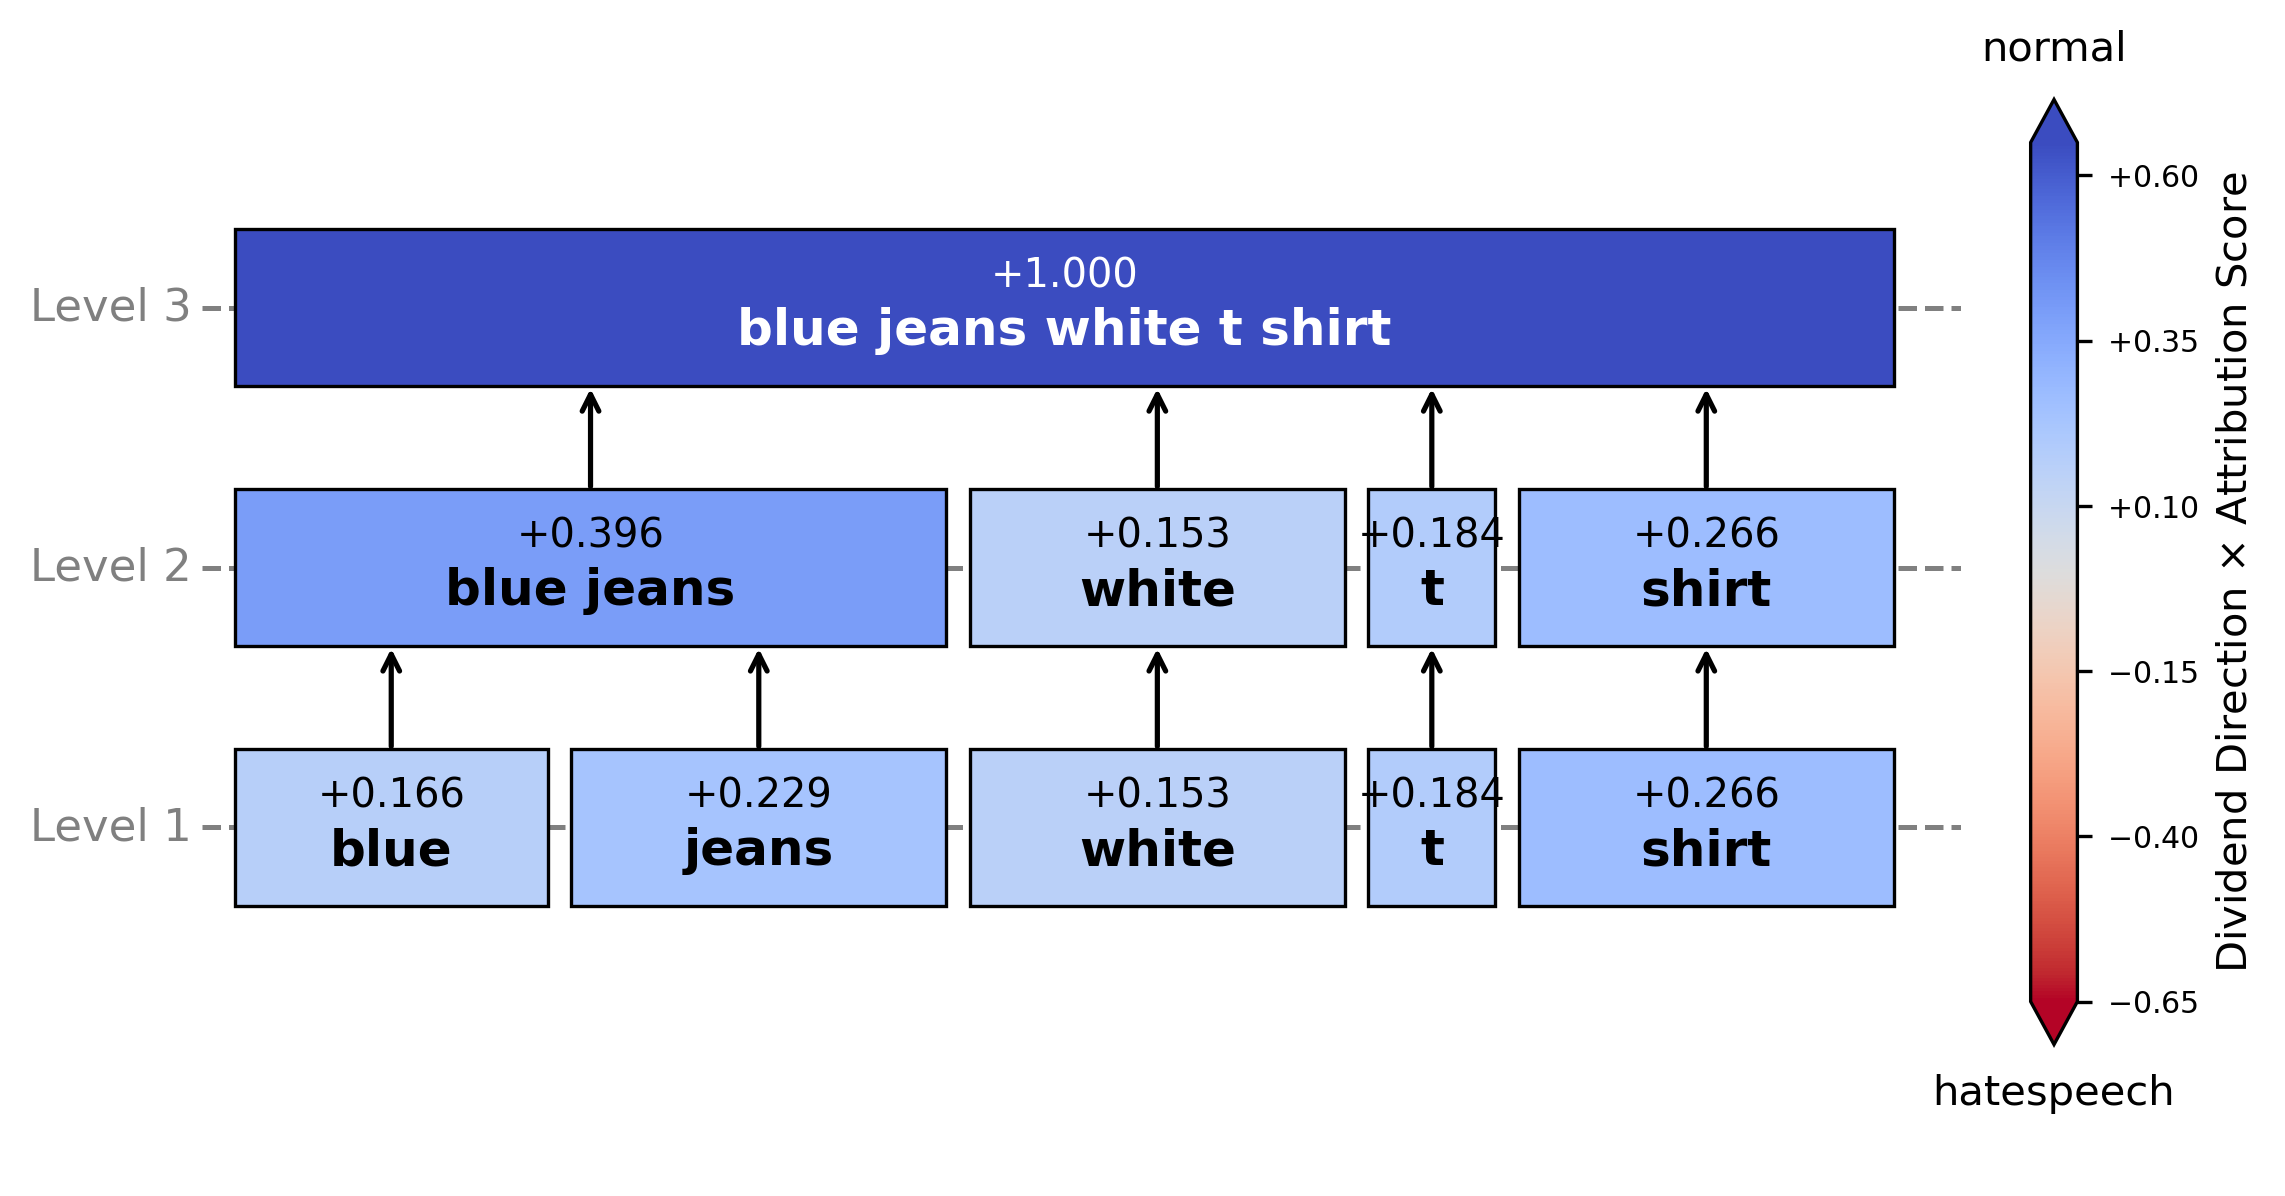 normal
+0.60
+0.35
+0.10
−0.15
−0.40
−0.65
hatespeech
Dividend Direction × Attribution Score
Level 3
+1.000
blue jeans white t shirt
Level 2
+0.396
blue jeans
+0.153
white
+0.184
t
+0.266
shirt
Level 1
+0.166
blue
+0.229
jeans
+0.153
white
+0.184
t
+0.266
shirt